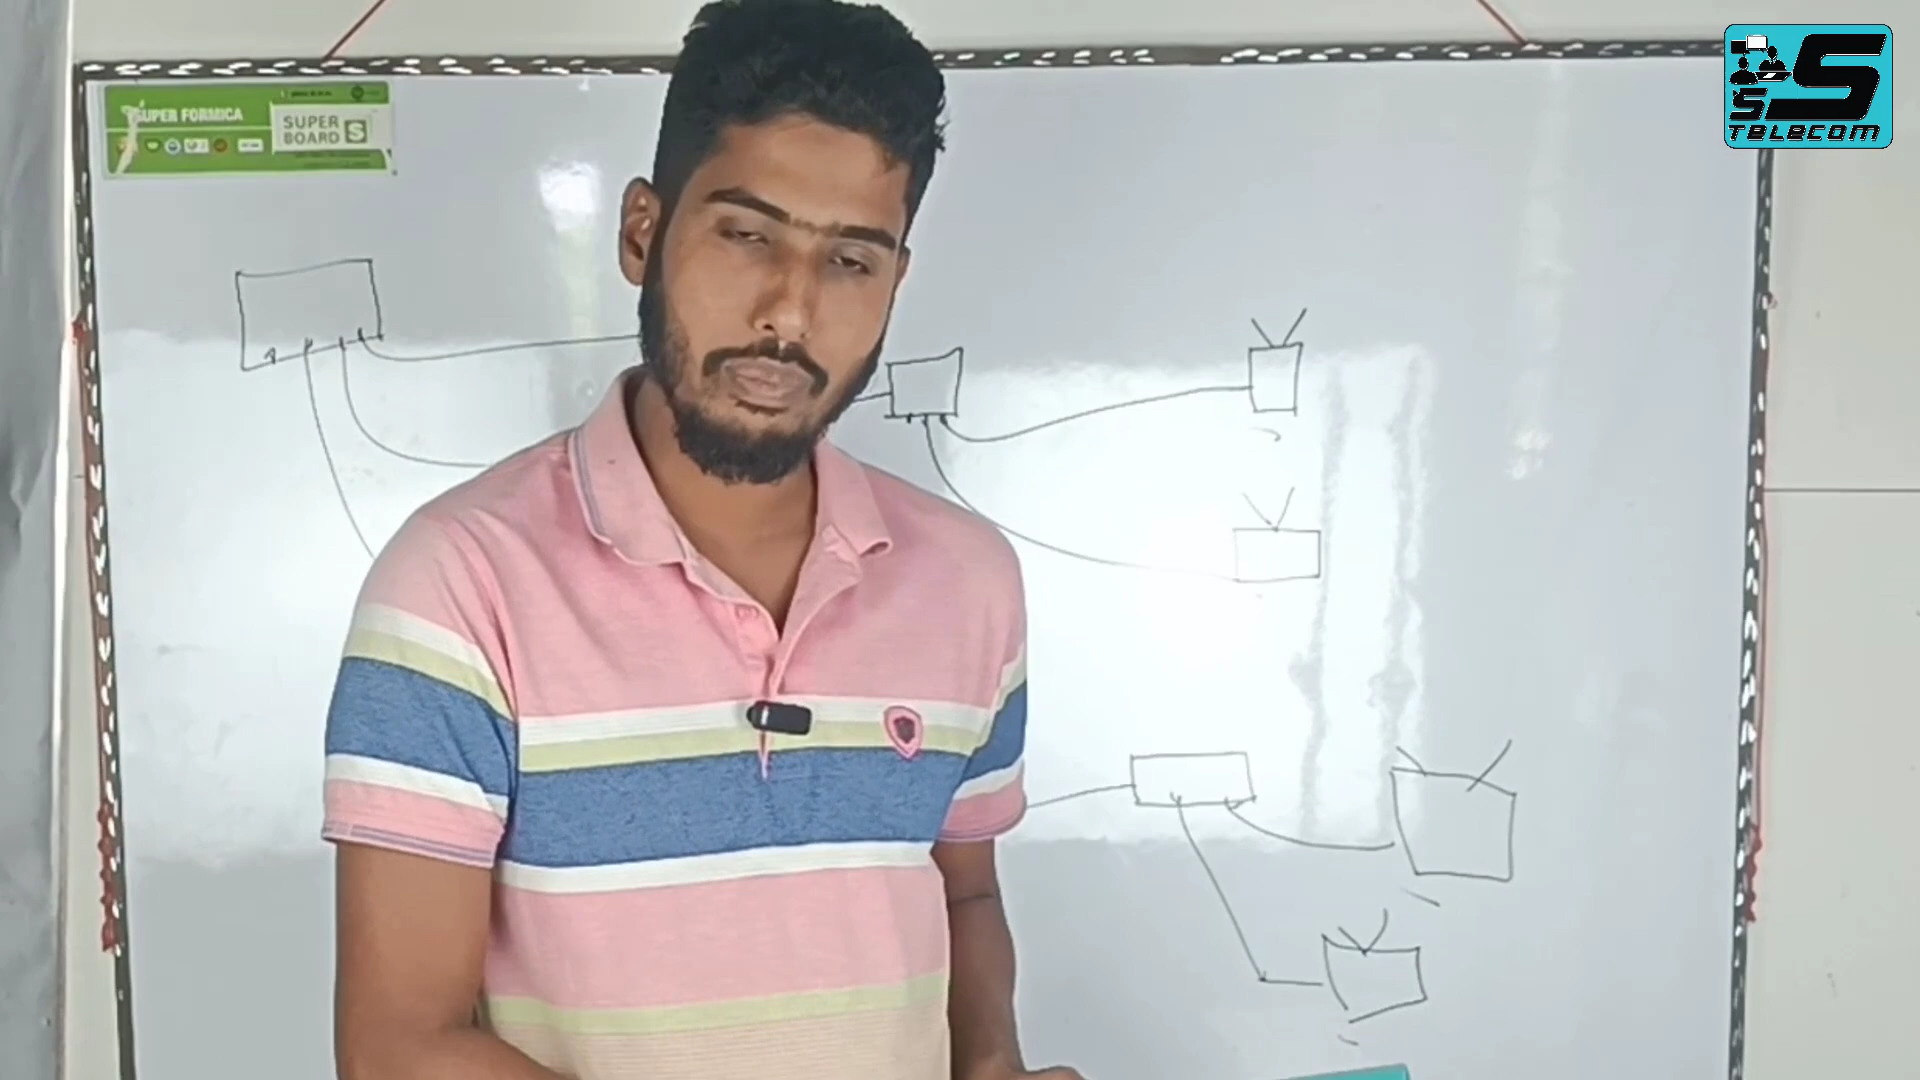 SUPER FORMICA
SUPER
BOARD S
S
S
TELECOM